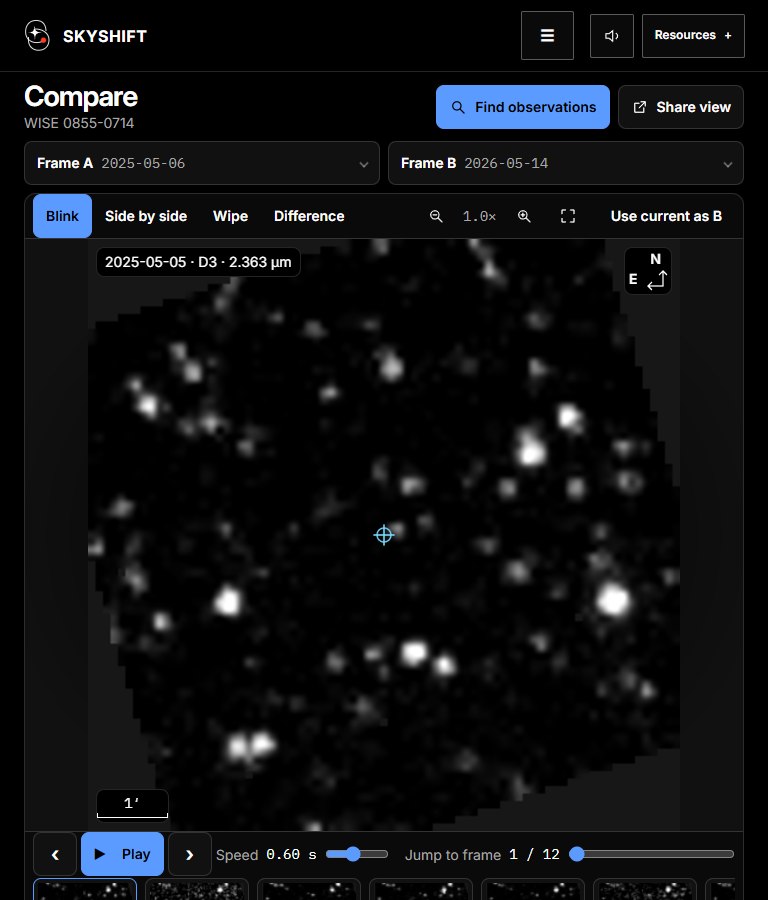 SKYSHIFT
Resources +
Compare
WISE 0855-0714
Find observations
Share view
Frame A 2025-05-06
Frame B 2026-05-14
Blink
Side by side
Wipe
Difference
1.0×
Use current as B
2025-05-05 · D3 · 2.363 µm
N
E
1′
Play
Speed 0.60 s
Jump to frame 1 / 12